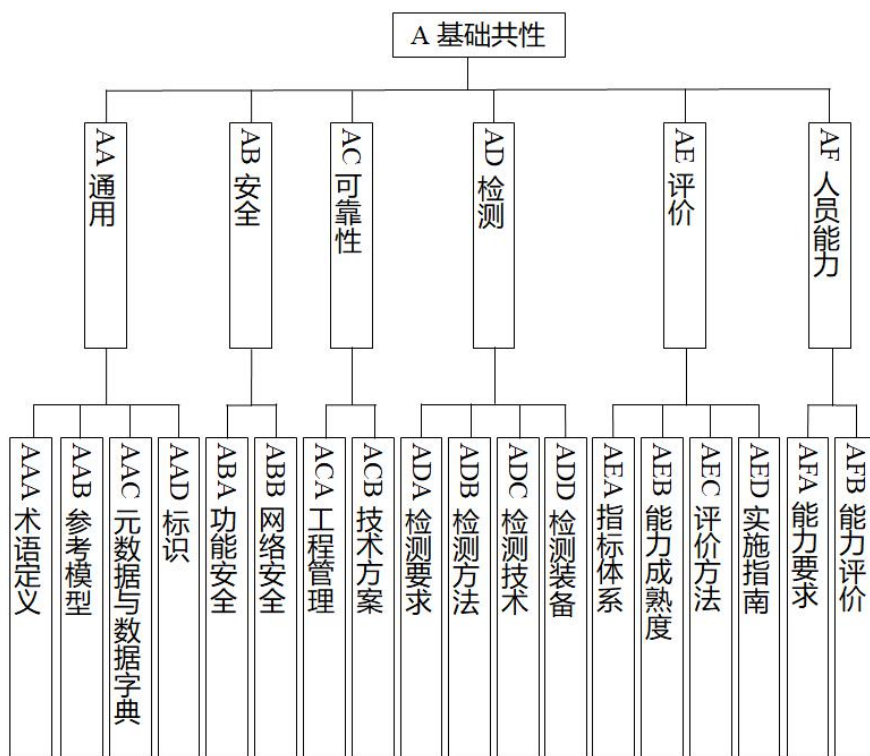 A 基础共性
AA 通用
AB 安全
AC 可靠性
AD 检测
AE 评价
AF 人员能力
AAA 术语定义
AAB 参考模型
AAC 元数据与数据字典
AAD 标识
ABA 功能安全
ABB 网络安全
ACA 工程管理
ACB 技术方案
ADA 检测要求
ADB 检测方法
ADC 检测技术
ADD 检测装备
AEA 指标体系
AEB 能力成熟度
AEC 评价方法
AED 实施指南
AFA 能力要求
AFB 能力评价